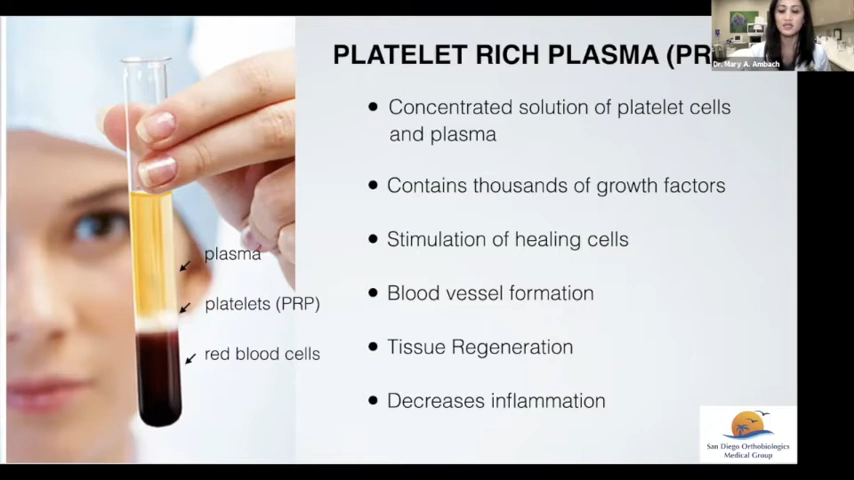 PLATELET RICH PLASMA (PR
Dr. Mary A. Ambach
● Concentrated solution of platelet cells
and plasma
● Contains thousands of growth factors
● Stimulation of healing cells
● Blood vessel formation
● Tissue Regeneration
● Decreases inflammation
plasma
platelets (PRP)
red blood cells
San Diego Orthobiologics
Medical Group